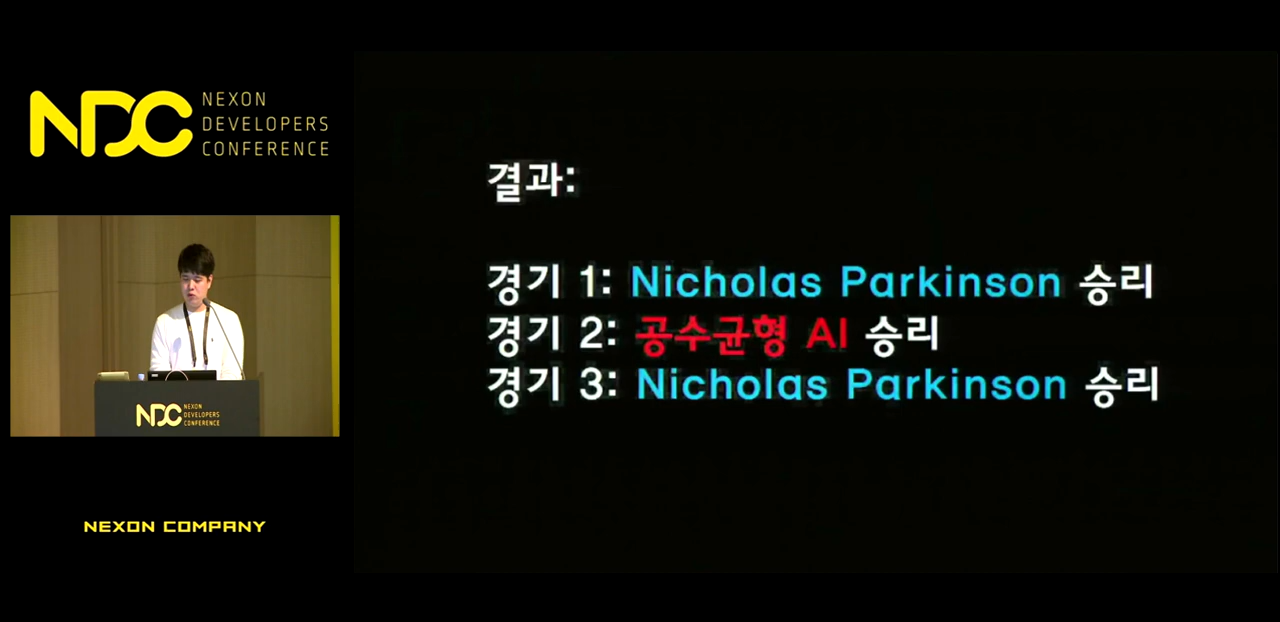 NDC
NEXON
DEVELOPERS
CONFERENCE
결과:
경기 1: Nicholas Parkinson 승리
경기 2: 공수균형 AI 승리
경기 3: Nicholas Parkinson 승리
NDC
NEXON
DEVELOPERS
CONFERENCE
NEXON COMPANY